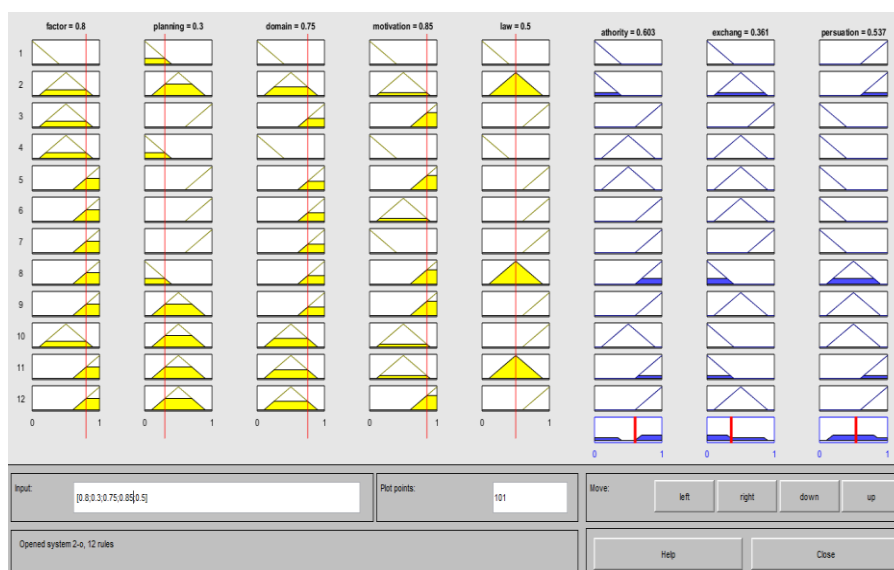 factor = 0.8 planning = 0.3 domain = 0.75 motivation = 0.85 law = 0.5 athority = 0.603 exchang = 0.361 persuation = 0.537
1
2
3
4
5
6
7
8
9
10
11
12
0 1 0 1 0 1 0 1 0 1
0 1 0 1 0 1
Input: [0.8;0.3;0.75;0.85;0.5] Plot points: 101 Move: left right down up
Opened system 2-o, 12 rules Help Close